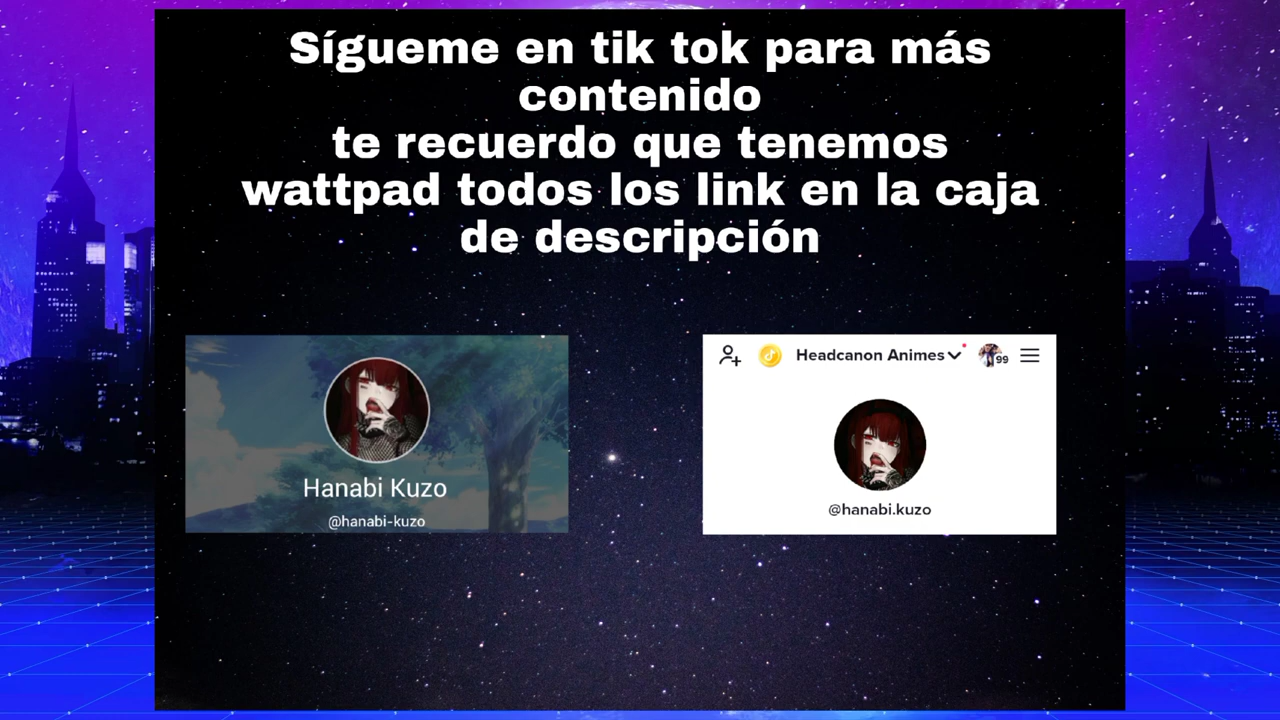 Sígueme en tik tok para más
contenido
te recuerdo que tenemos
wattpad todos los link en la caja
de descripción
Hanabi Kuzo
@hanabi-kuzo
Headcanon Animes
99
@hanabi.kuzo